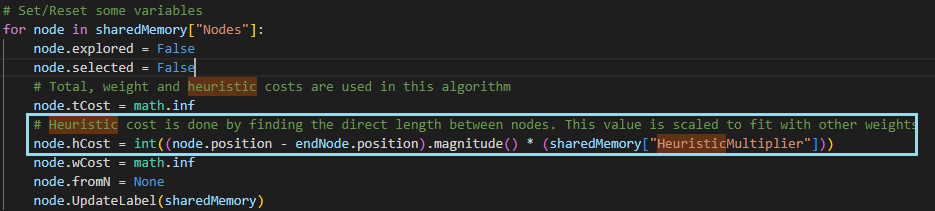 # Set/Reset some variables
for node in sharedMemory["Nodes"]:
    node.explored = False
    node.selected = False
    # Total, weight and heuristic costs are used in this algorithm
    node.tCost = math.inf
    # Heuristic cost is done by finding the direct length between nodes. This value is scaled to fit with other weights
    node.hCost = int((node.position - endNode.position).magnitude() * (sharedMemory["HeuristicMultiplier"]))
    node.wCost = math.inf
    node.fromN = None
    node.UpdateLabel(sharedMemory)